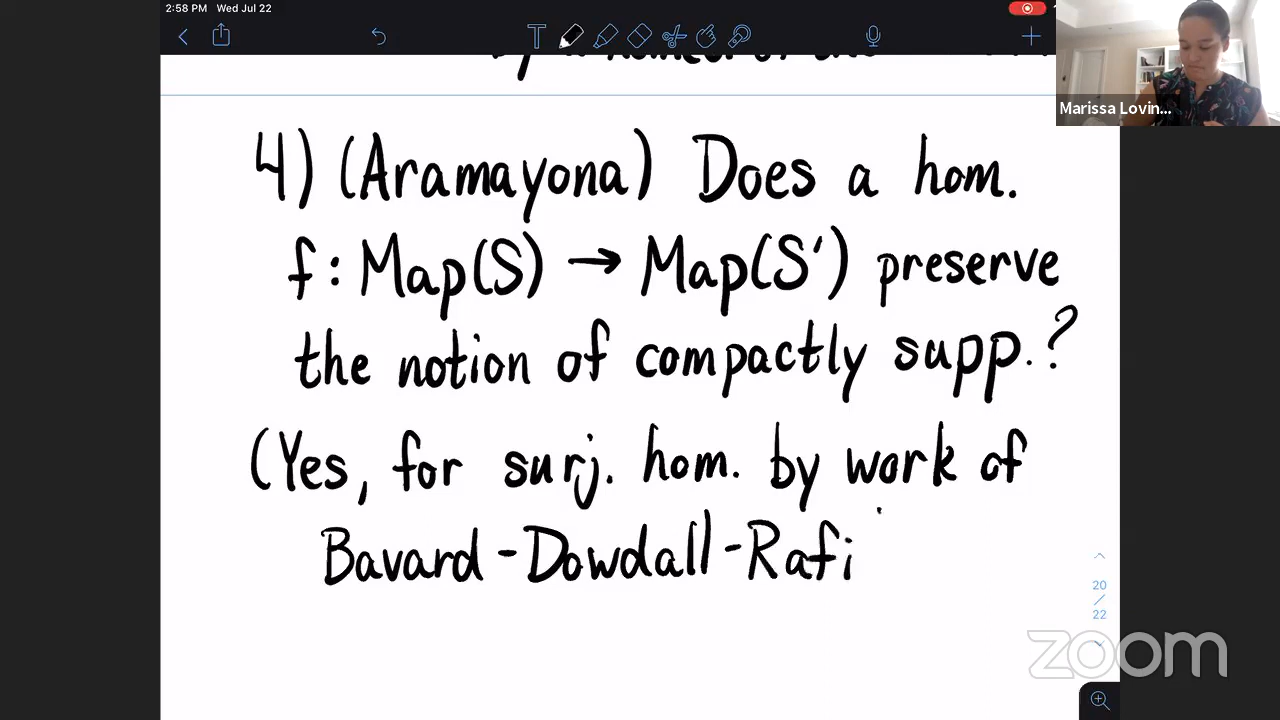 2:58 PM Wed Jul 22
Marissa Lovin...
4) (Aramayona) Does a hom.
f: Map(S) → Map(S') preserve
the notion of compactly supp.?
(Yes, for surj. hom. by work of
Bavard-Dowdall-Rafi
20
/
22
zoom